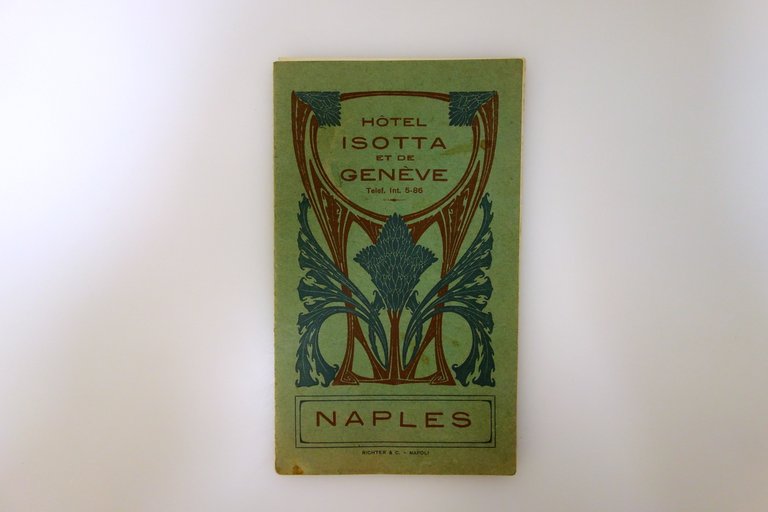 HÔTEL
ISOTTA
ET DE
GENÈVE
Telef. Int. 5-86
NAPLES
RICHTER & C. - NAPOLI